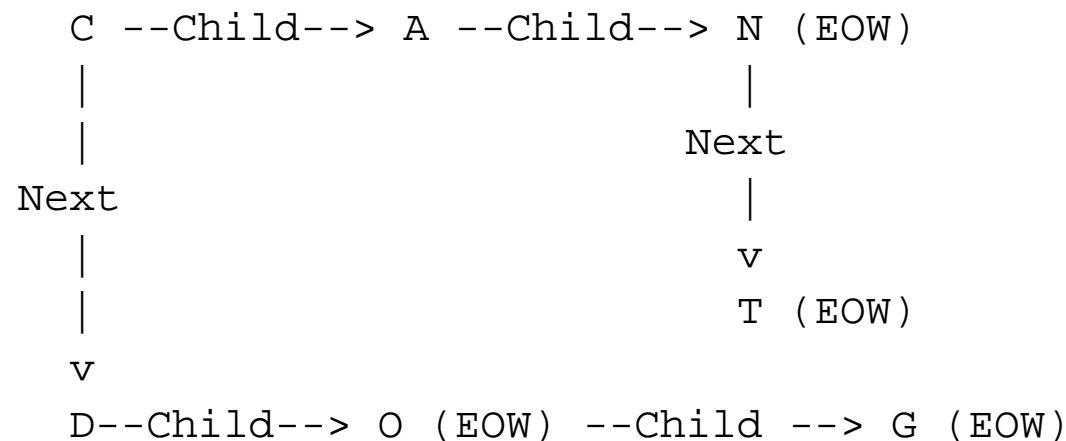 C --Child--> A --Child--> N (EOW)
| |
| Next
Next |
| v
| T (EOW)
v
D--Child--> O (EOW) --Child --> G (EOW)